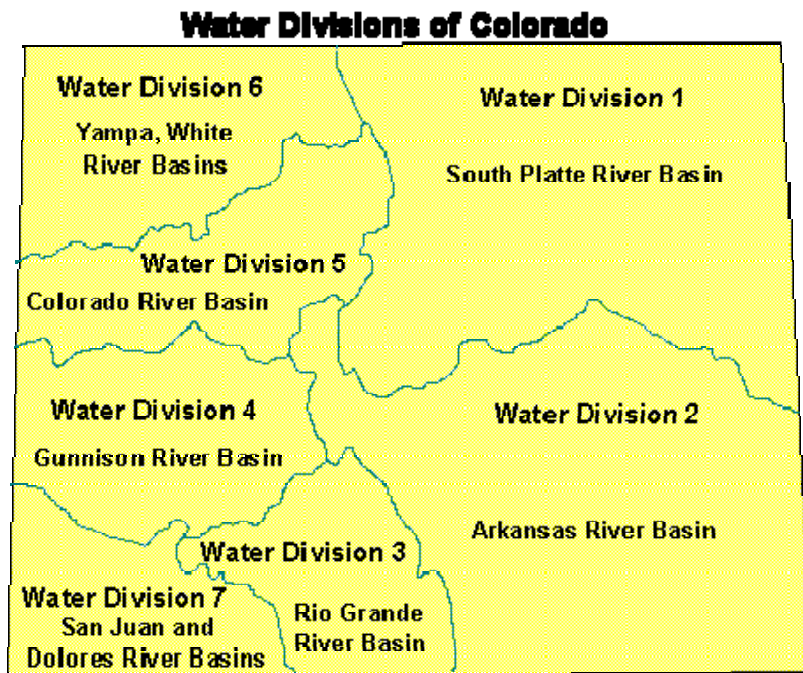 Water Divisions of Colorado
Water Division 6
Yampa, White
River Basins
Water Division 1
South Platte River Basin
Water Division 5
Colorado River Basin
Water Division 4
Gunnison River Basin
Water Division 2
Arkansas River Basin
Water Division 3
Rio Grande
River Basin
Water Division 7
San Juan and
Dolores River Basins